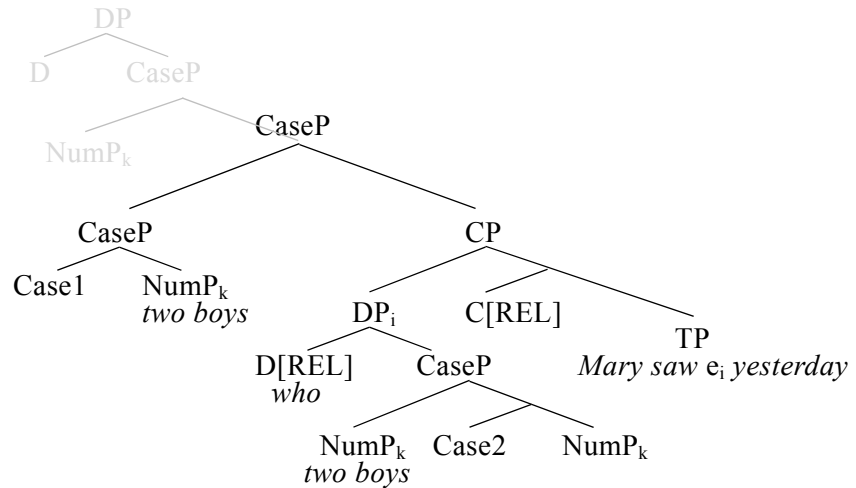 DP
D CaseP
NumPk
CaseP
CaseP CP
Case1 NumPk
two boys
DPi C[REL] TP
Mary saw ei yesterday
D[REL] CaseP
who
NumPk Case2 NumPk
two boys